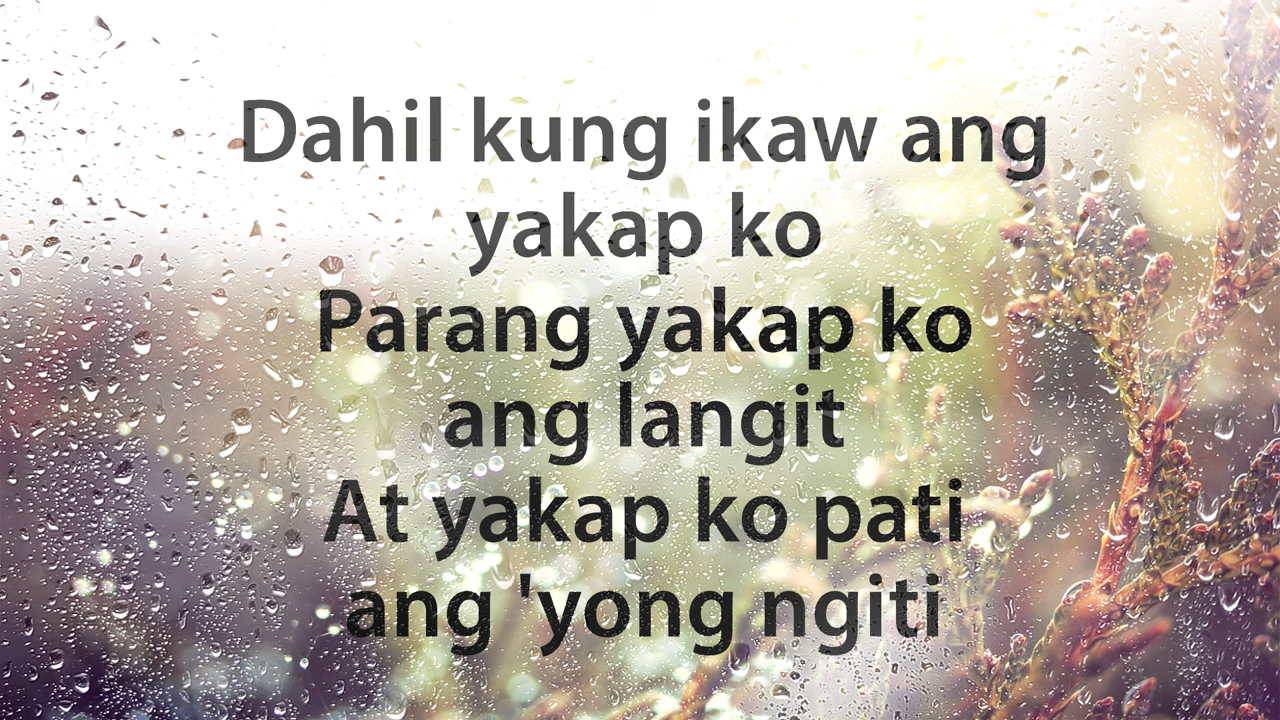 Dahil kung ikaw ang
yakap ko
Parang yakap ko
ang langit
At yakap ko pati
ang 'yong ngiti